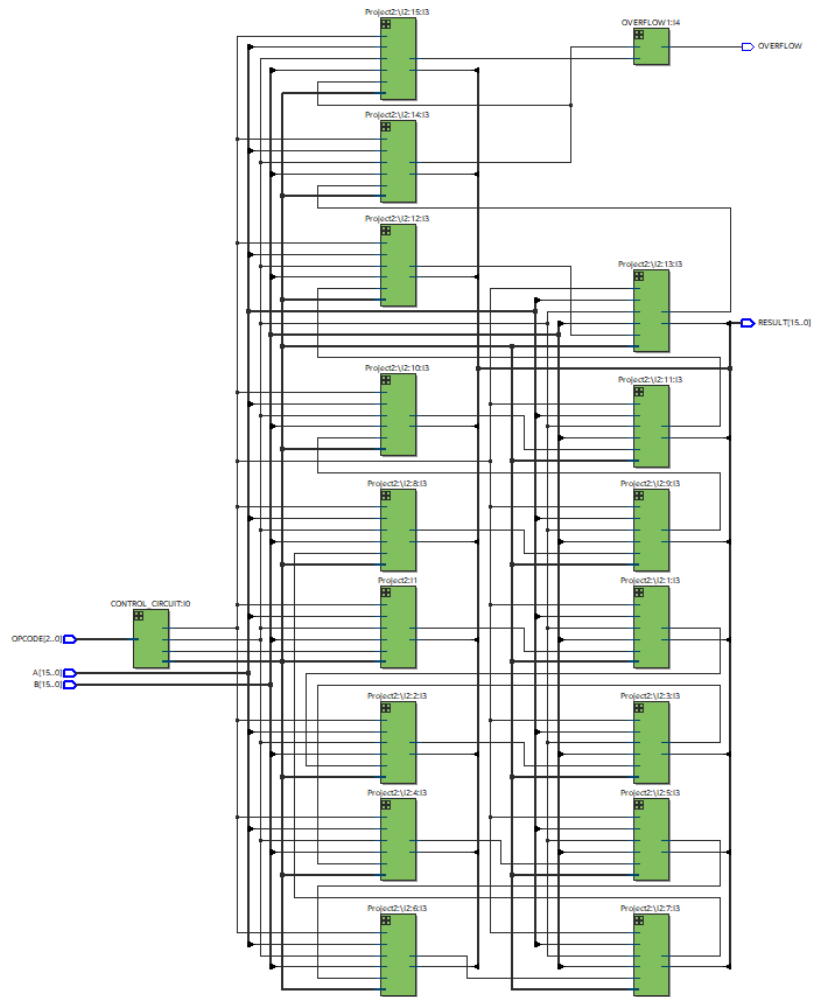 Project2:\I2:15:I3
OVERFLOW1:I4
OVERFLOW
Project2:\I2:14:I3
Project2:\I2:12:I3
Project2:\I2:13:I3
RESULT[15..0]
Project2:\I2:10:I3
Project2:\I2:11:I3
Project2:\I2:8:I3
Project2:\I2:9:I3
Project2:I1
Project2:\I2:1:I3
CONTROL_CIRCUIT:I0
OPCODE[2..0]
A[15..0]
B[15..0]
Project2:\I2:2:I3
Project2:\I2:3:I3
Project2:\I2:4:I3
Project2:\I2:5:I3
Project2:\I2:6:I3
Project2:\I2:7:I3